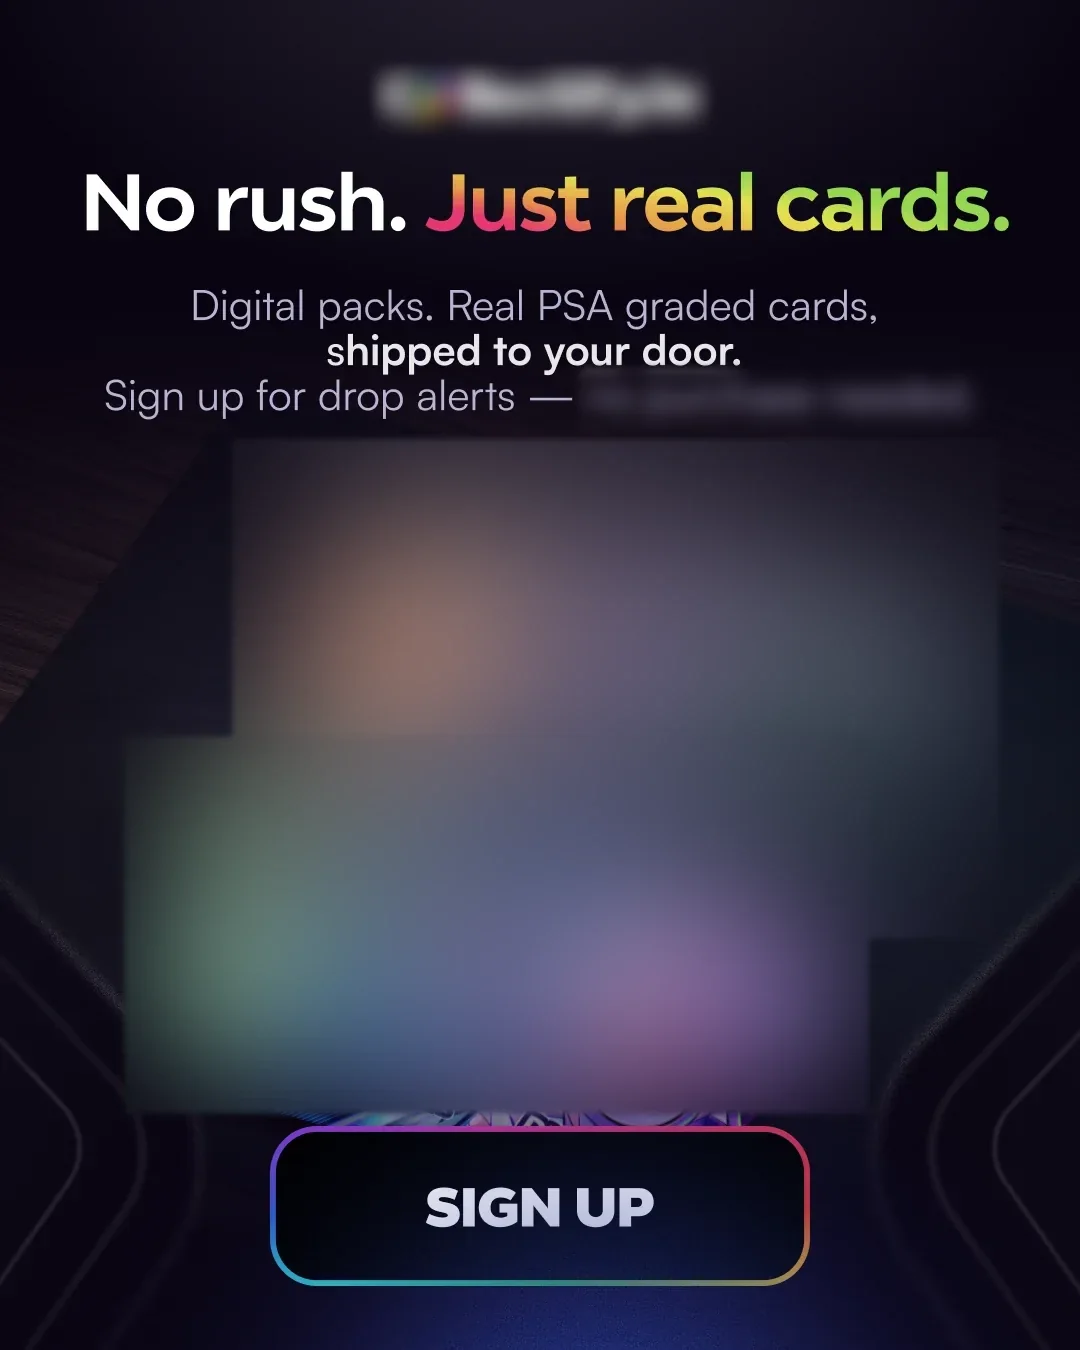 No rush. Just real cards.
Digital packs. Real PSA graded cards,
shipped to your door.
Sign up for drop alerts —
SIGN UP